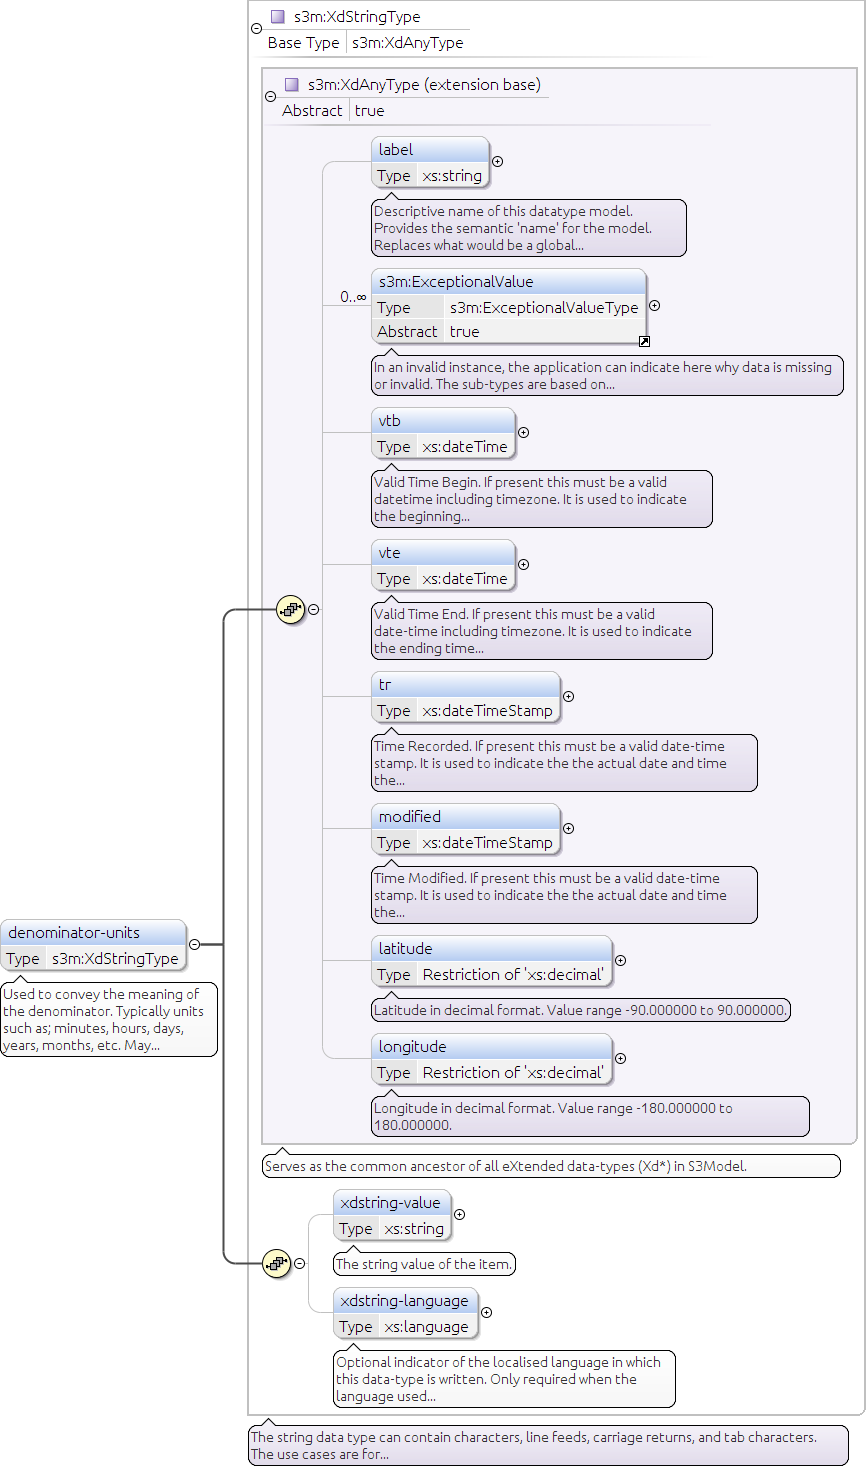 s3m:XdStringType
Base Type s3m:XdAnyType
s3m:XdAnyType (extension base)
Abstract true
label
Type xs:string
Descriptive name of this datatype model.
Provides the semantic 'name' for the model.
Replaces what would be a global...
0..∞
s3m:ExceptionalValue
Type s3m:ExceptionalValueType
Abstract true
In an invalid instance, the application can indicate here why data is missing
or invalid. The sub-types are based on...
vtb
Type xs:dateTime
Valid Time Begin. If present this must be a valid
datetime including timezone. It is used to indicate
the beginning...
vte
Type xs:dateTime
Valid Time End. If present this must be a valid
date-time including timezone. It is used to indicate
the ending time...
tr
Type xs:dateTimeStamp
Time Recorded. If present this must be a valid date-time
stamp. It is used to indicate the the actual date and time
the...
modified
Type xs:dateTimeStamp
Time Modified. If present this must be a valid date-time
stamp. It is used to indicate the the actual date and time
the...
denominator-units
Type s3m:XdStringType
Used to convey the meaning of
the denominator. Typically units
such as; minutes, hours, days,
years, months, etc. May...
latitude
Type Restriction of 'xs:decimal'
Latitude in decimal format. Value range -90.000000 to 90.000000.
longitude
Type Restriction of 'xs:decimal'
Longitude in decimal format. Value range -180.000000 to
180.000000.
Serves as the common ancestor of all eXtended data-types (Xd*) in S3Model.
xdstring-value
Type xs:string
The string value of the item.
xdstring-language
Type xs:language
Optional indicator of the localised language in which
this data-type is written. Only required when the
language used...
The string data type can contain characters, line feeds, carriage returns, and tab characters.
The use cases are for...